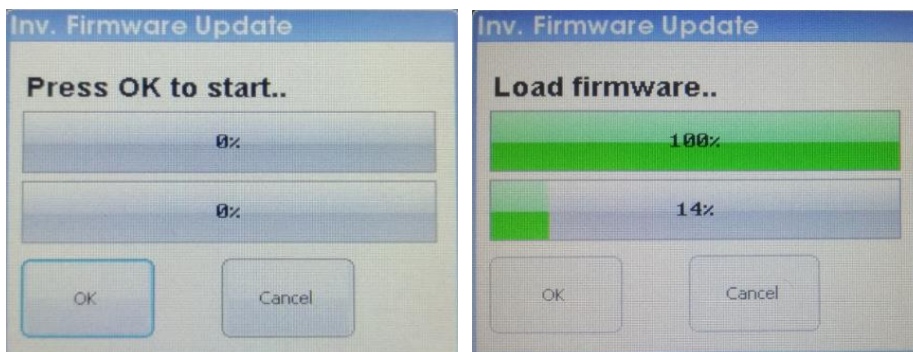 Inv. Firmware Update
Press OK to start..
0%
0%
OK
Cancel
Inv. Firmware Update
Load firmware..
100%
14%
OK
Cancel